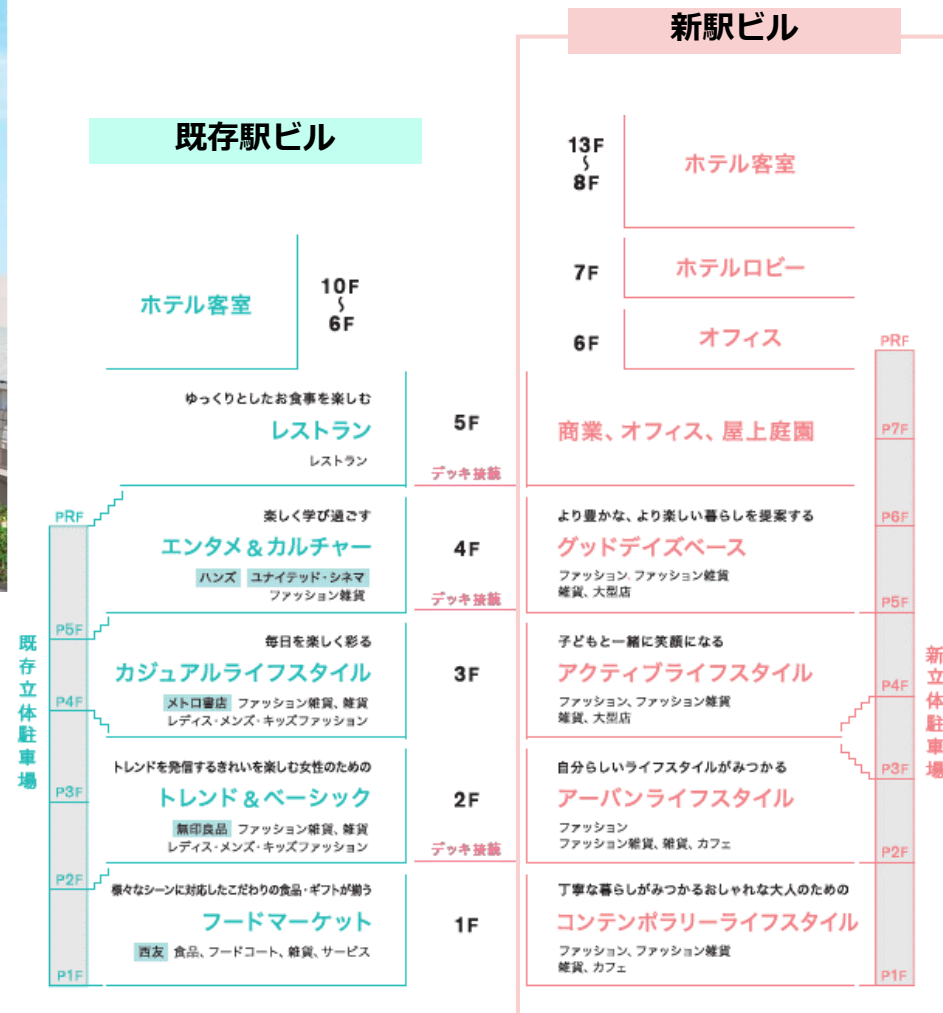 新駅ビル
既存駅ビル
13F
〜
8F
ホテル客室
7F
ホテルロビー
6F
オフィス
ホテル客室
10F
〜
6F
ゆっくりとしたお食事を楽しむ
レストラン
レストラン
5F
デッキ接続
商業、オフィス、屋上庭園
楽しく学び過ごす
エンタメ&カルチャー
ハンズ ユナイテッド・シネマ
ファッション雑貨
4F
デッキ接続
より豊かな、より楽しい暮らしを提案する
グッドデイズベース
ファッション、ファッション雑貨
雑貨、大型店
毎日を楽しく彩る
カジュアルライフスタイル
メトロ書店 ファッション雑貨、雑貨
レディス・メンズ・キッズファッション
3F
子どもと一緒に笑顔になる
アクティブライフスタイル
ファッション、ファッション雑貨
雑貨、大型店
トレンドを発信するきれいを楽しむ女性のための
トレンド&ベーシック
無印良品 ファッション雑貨、雑貨
レディス・メンズ・キッズファッション
2F
デッキ接続
自分らしいライフスタイルがみつかる
アーバンライフスタイル
ファッション
ファッション雑貨、雑貨、カフェ
様々なシーンに対応したこだわりの食品・ギフトが揃う
フードマーケット
西友 食品、フードコート、雑貨、サービス
1F
丁寧な暮らしがみつかるおしゃれな大人のための
コンテンポラリーライフスタイル
ファッション、ファッション雑貨
雑貨、カフェ
既存立体駐車場
PRF
P5F
P4F
P3F
P2F
P1F
新立体駐車場
PRF
P7F
P6F
P5F
P4F
P3F
P2F
P1F